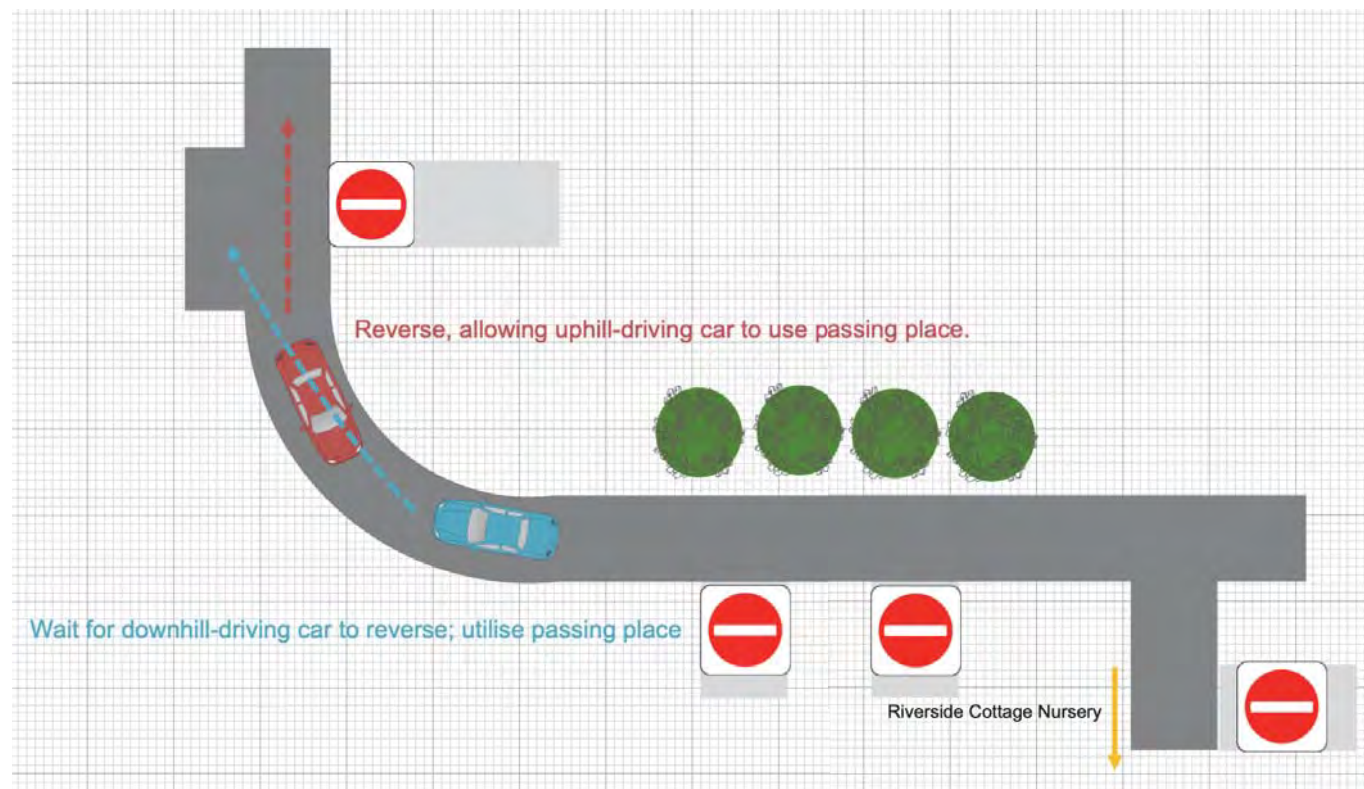 Reverse, allowing uphill-driving car to use passing place.
Wait for downhill-driving car to reverse; utilise passing place
Riverside Cottage Nursery